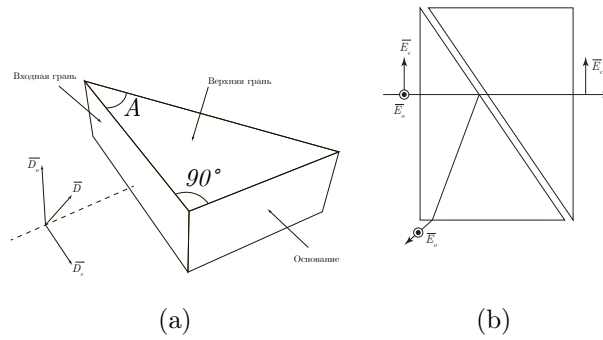 Входная грань
Верхняя грань
A
90°
D̅ₒ
D̅
D̅ₑ
Основание
E̅ₑ
E̅ₒ
E̅ₑ
E̅ₒ
(a)
(b)